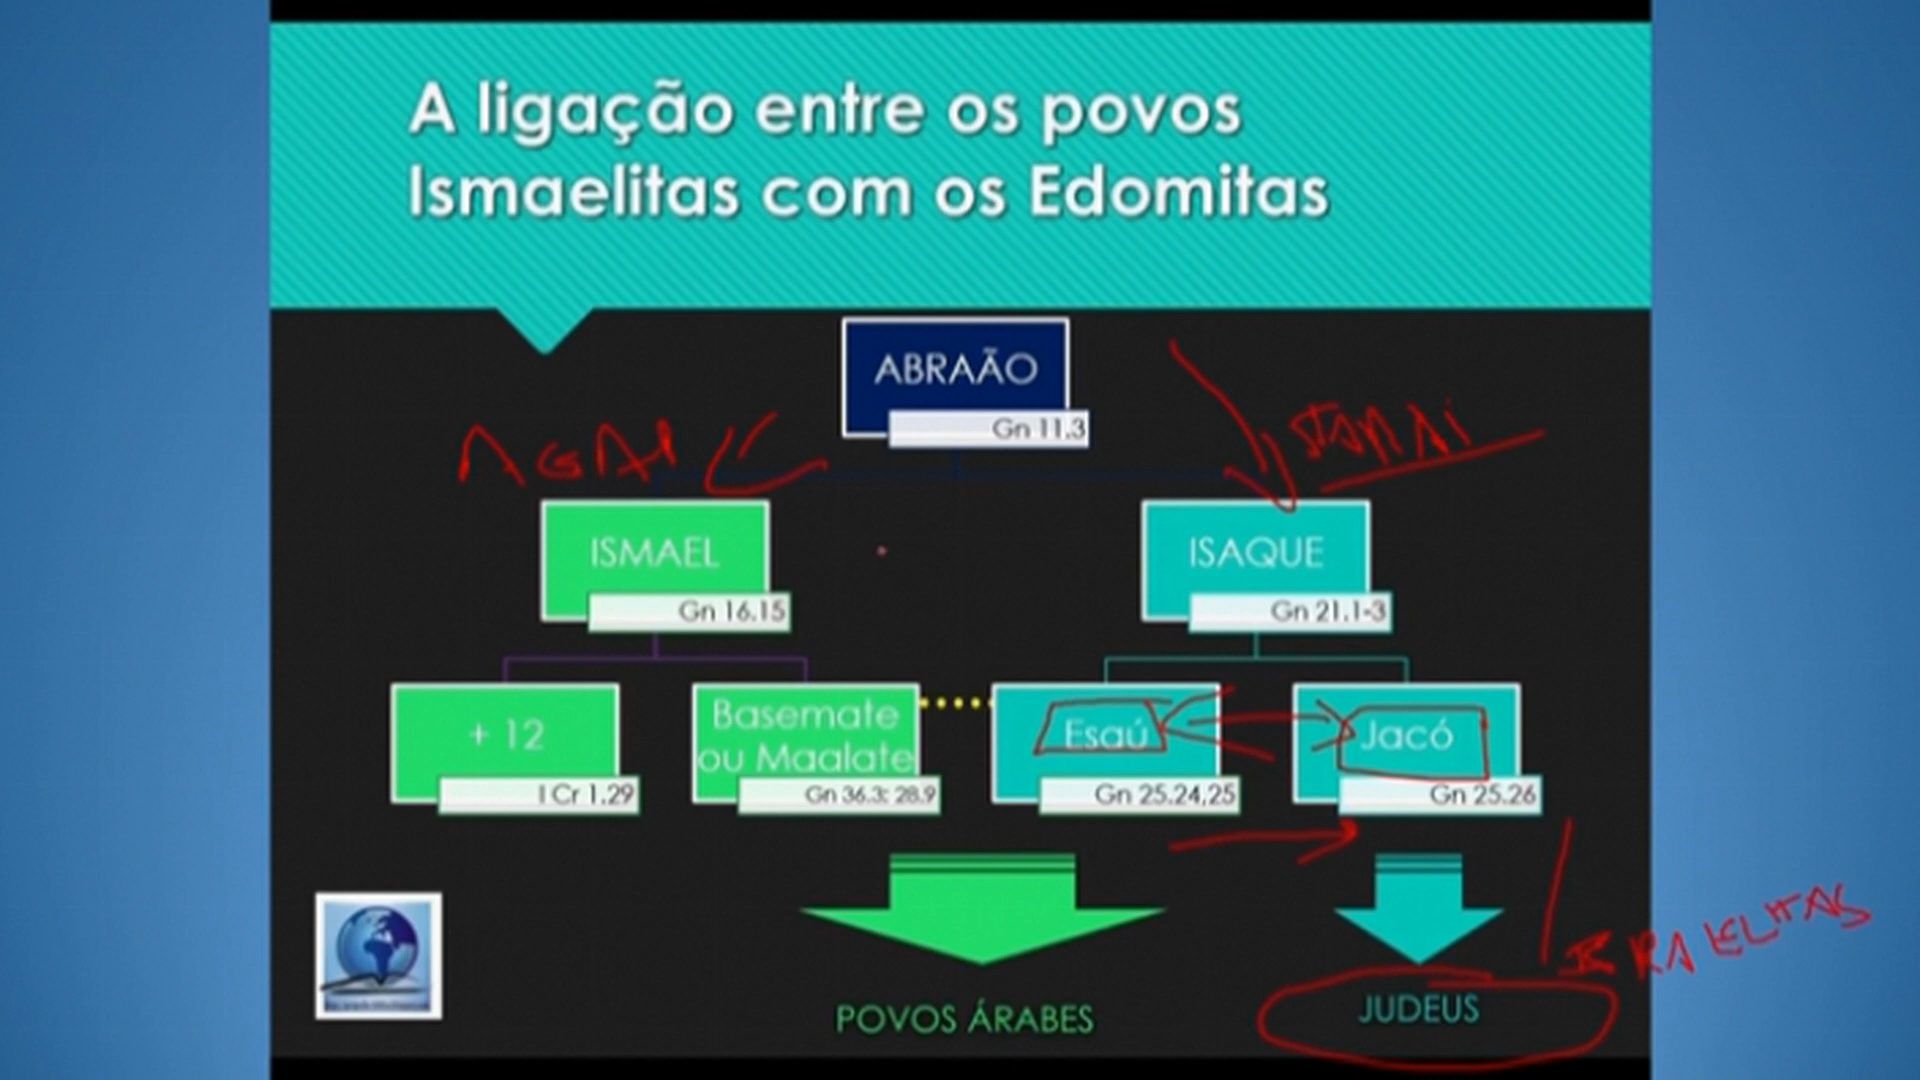 A ligação entre os povos
Ismaelitas com os Edomitas
ABRAÃO
Gn 11.3
AGAR
SARAI
ISMAEL
Gn 16.15
ISAQUE
Gn 21.1-3
+ 12
I Cr 1.29
Basemate
ou Maalate
Gn 36.3; 28.9
Esaú
Gn 25.24,25
Jacó
Gn 25.26
POVOS ÁRABES
JUDEUS
ISRAELITAS